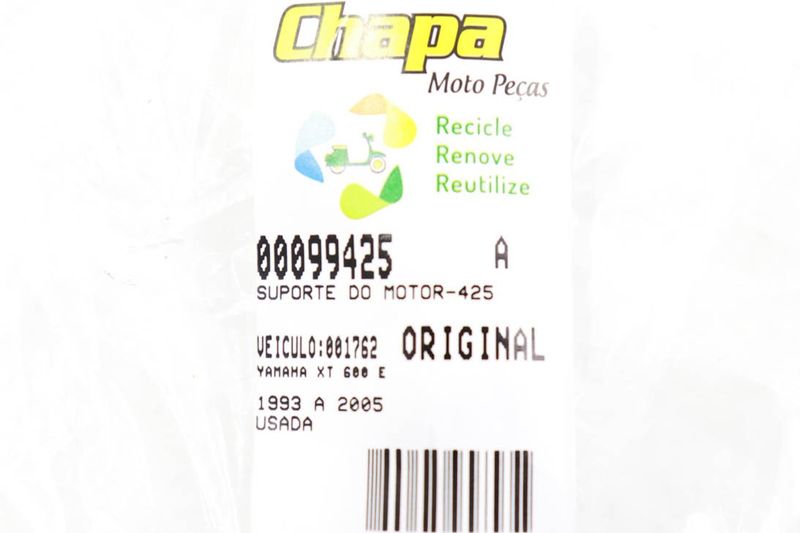 Chapa
Moto Peças
Recicle
Renove
Reutilize
00099425 A
SUPORTE DO MOTOR-425
VEICULO:001762 ORIGINAL
YAMAHA XT 600 E
1993 A 2005
USADA